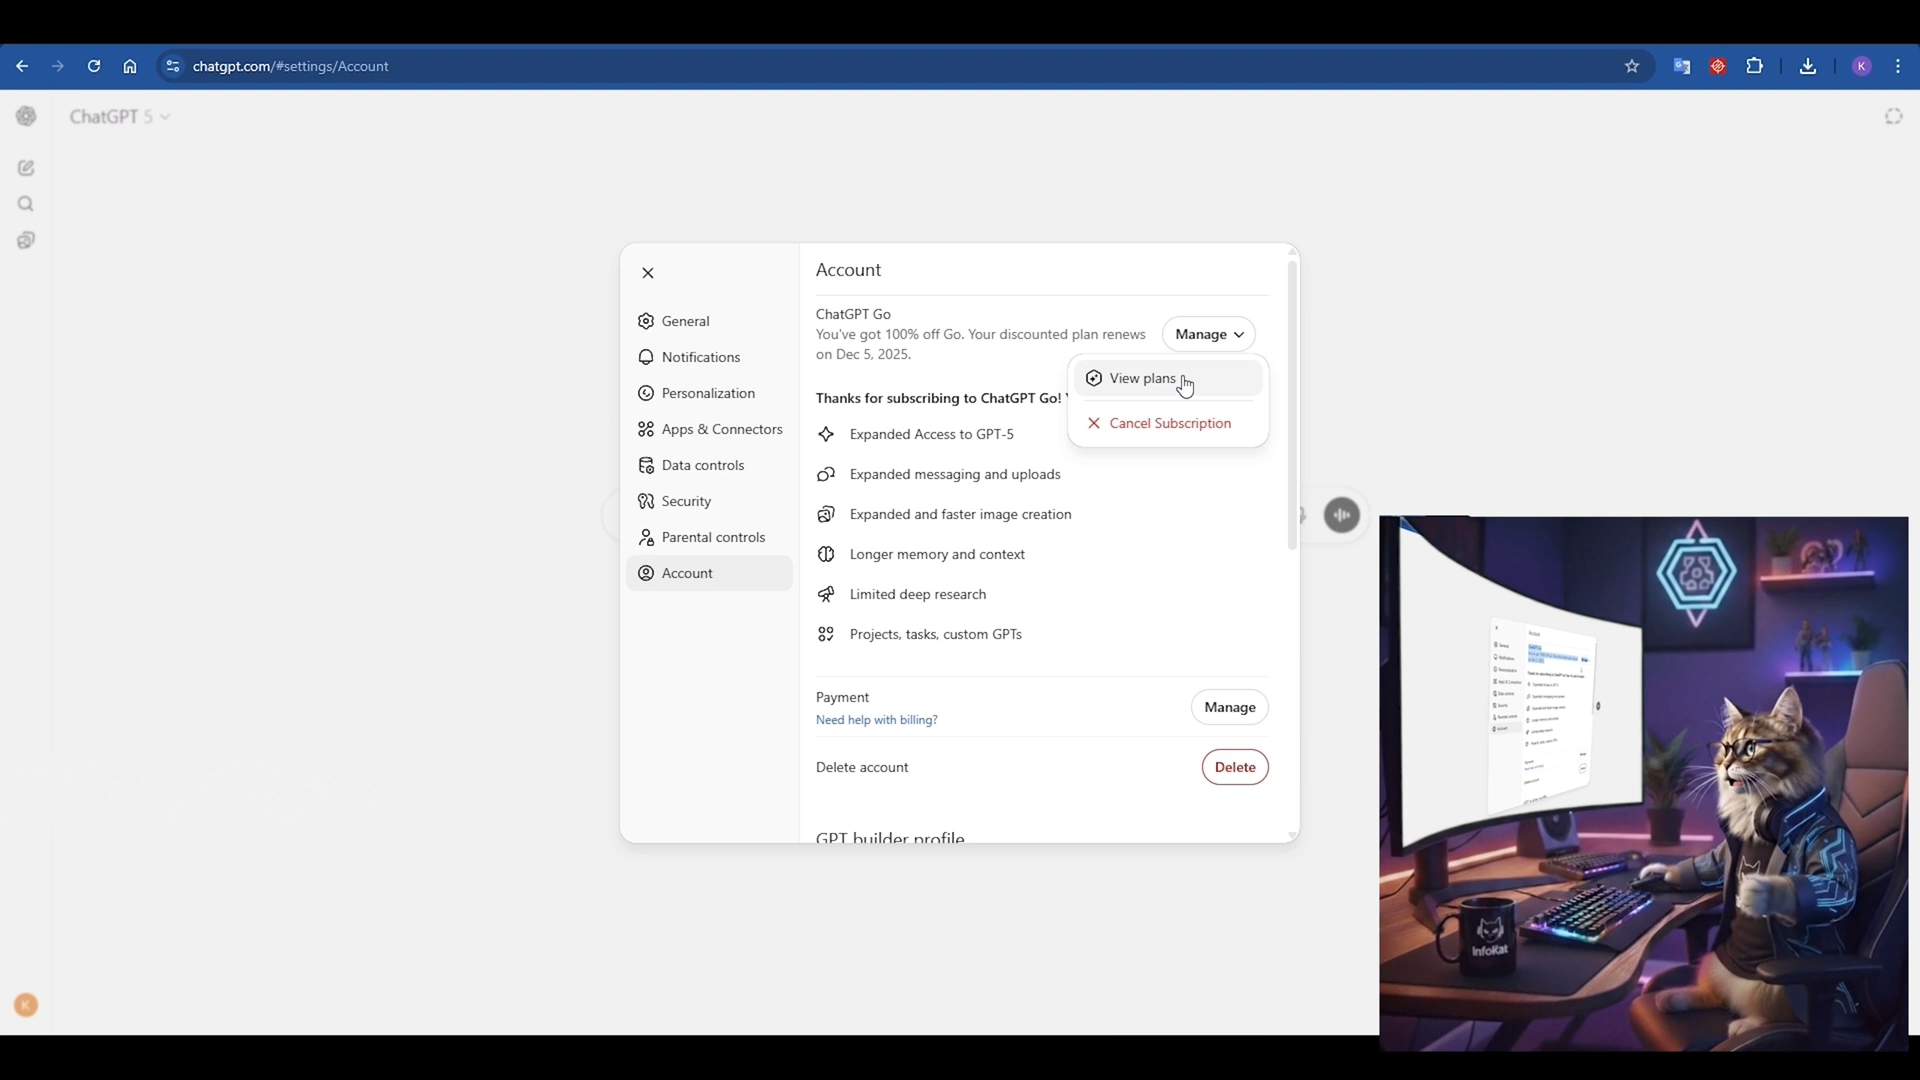 chatgpt.com/#settings/Account
K
ChatGPT 5
Account
General
Notifications
Personalization
Apps & Connectors
Data controls
Security
Parental controls
Account
ChatGPT Go
You've got 100% off Go. Your discounted plan renews
on Dec 5, 2025.
Manage
View plans
Cancel Subscription
Thanks for subscribing to ChatGPT Go!
Expanded Access to GPT-5
Expanded messaging and uploads
Expanded and faster image creation
Longer memory and context
Limited deep research
Projects, tasks, custom GPTs
Payment
Need help with billing?
Manage
Delete account
Delete
GPT builder profile
K
InfoKat